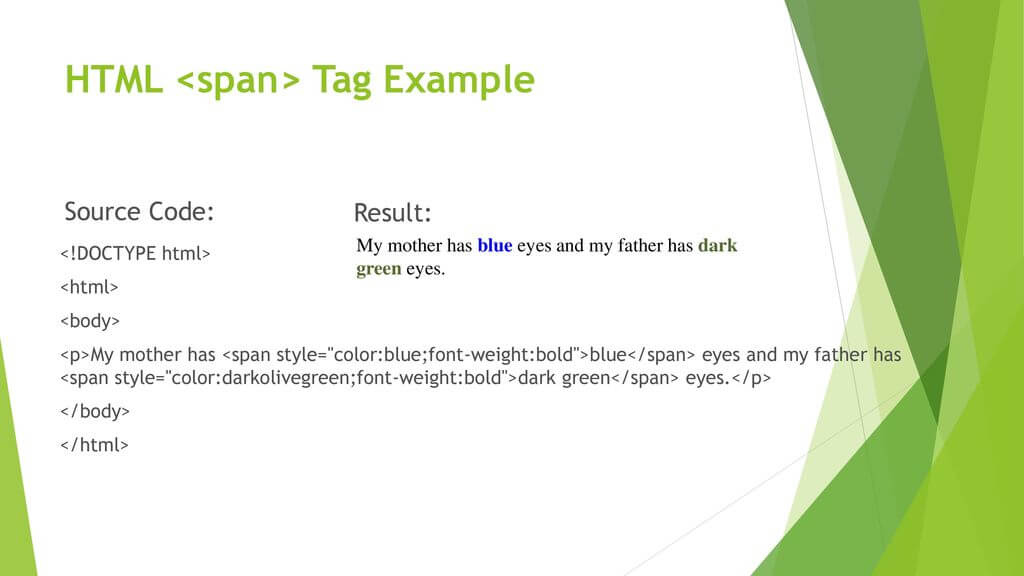 HTML <span> Tag Example
Source Code:
<!DOCTYPE html>
<html>
<body>
<p>My mother has <span style="color:blue;font-weight:bold">blue</span> eyes and my father has
<span style="color:darkolivegreen;font-weight:bold">dark green</span> eyes.</p>
</body>
</html>
Result:
My mother has blue eyes and my father has dark
green eyes.